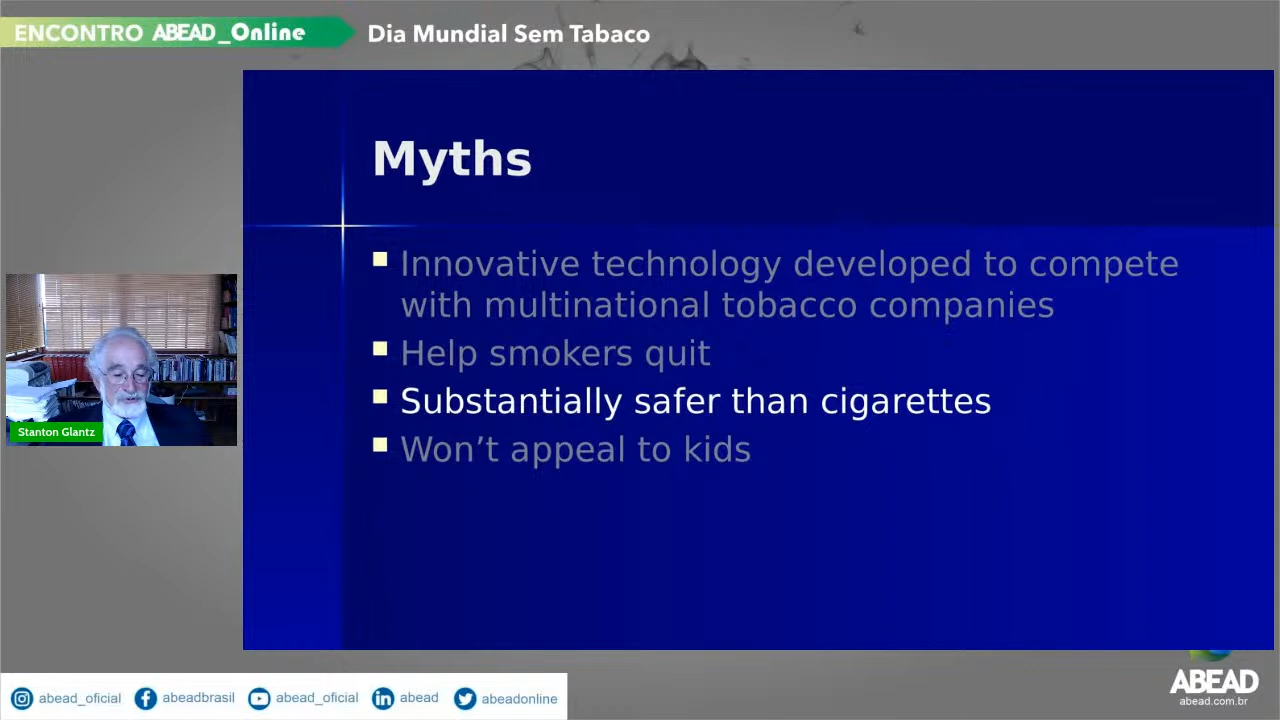 ENCONTRO ABEAD_Online
Dia Mundial Sem Tabaco
Myths
Innovative technology developed to compete
with multinational tobacco companies
Help smokers quit
Substantially safer than cigarettes
Won’t appeal to kids
Stanton Glantz
abead_oficial
abeadbrasil
abead_oficial
abead
abeadonline
ABEAD
abead.com.br